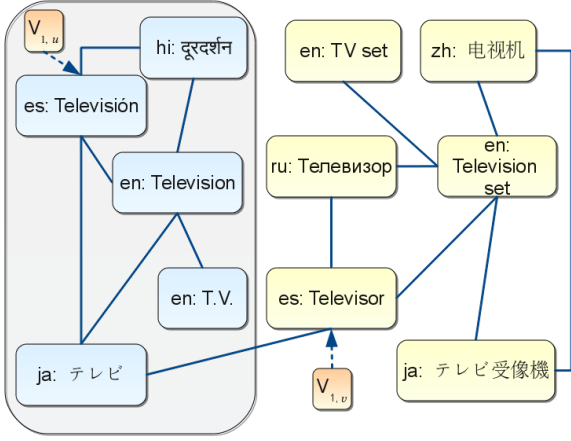 V1, u
hi: दूरदर्शन
en: TV set
zh: 电视机
es: Televisión
en: Television
ru: Телевизор
en:
Television
set
en: T.V.
es: Televisor
ja: テレビ
V1, v
ja: テレビ受像機